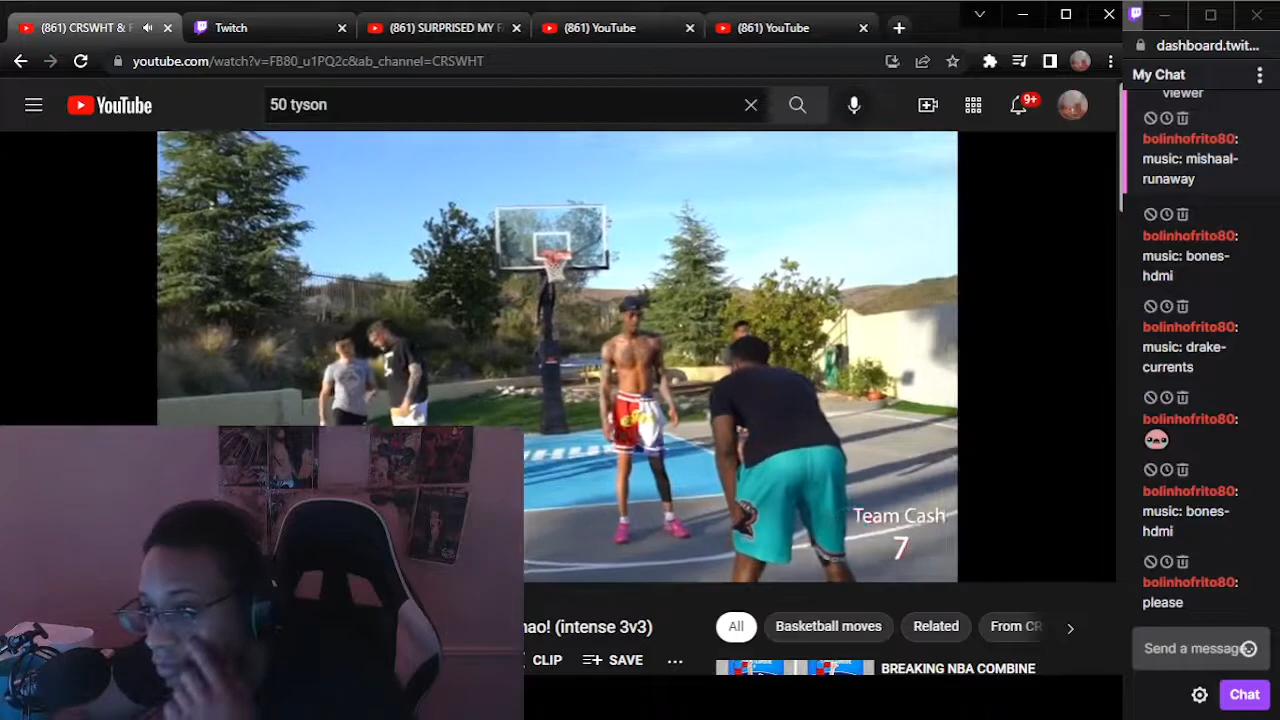 (861) CRSWHT & F
Twitch
(861) SURPRISED MY F
(861) YouTube
(861) YouTube
youtube.com/watch?v=FB80_u1PQ2c&ab_channel=CRSWHT
YouTube
50 tyson
9+
Team Cash
7
hao! (intense 3v3)
CLIP
SAVE
All
Basketball moves
Related
From CR
BREAKING NBA COMBINE
dashboard.twit...
My Chat
viewer
bolinhofrito80:
music: mishaal-
runaway
bolinhofrito80:
music: bones-
hdmi
bolinhofrito80:
music: drake-
currents
bolinhofrito80:
bolinhofrito80:
music: bones-
hdmi
bolinhofrito80:
please
Send a message
Chat